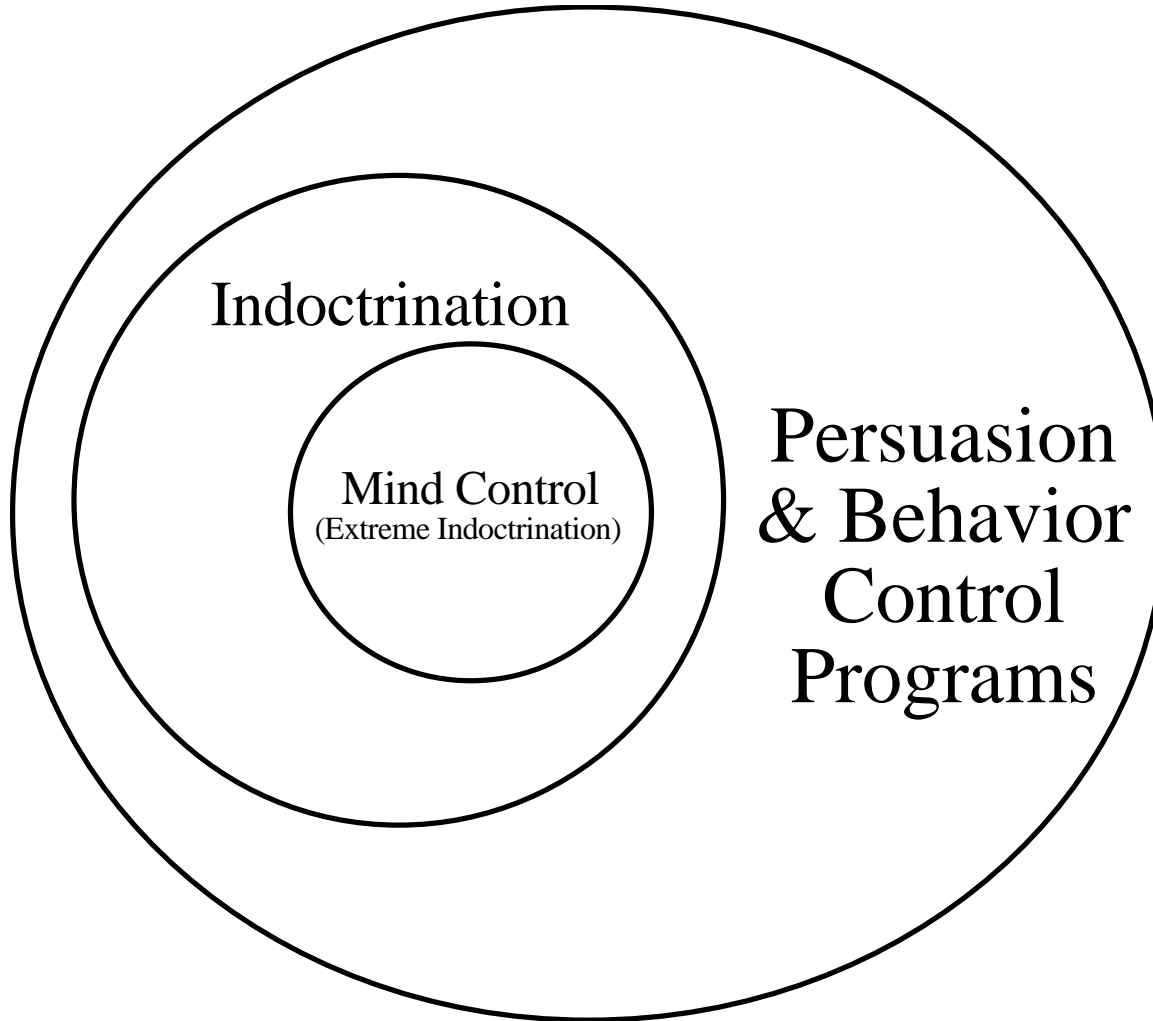 Indoctrination
Mind Control
(Extreme Indoctrination)
Persuasion
& Behavior
Control
Programs